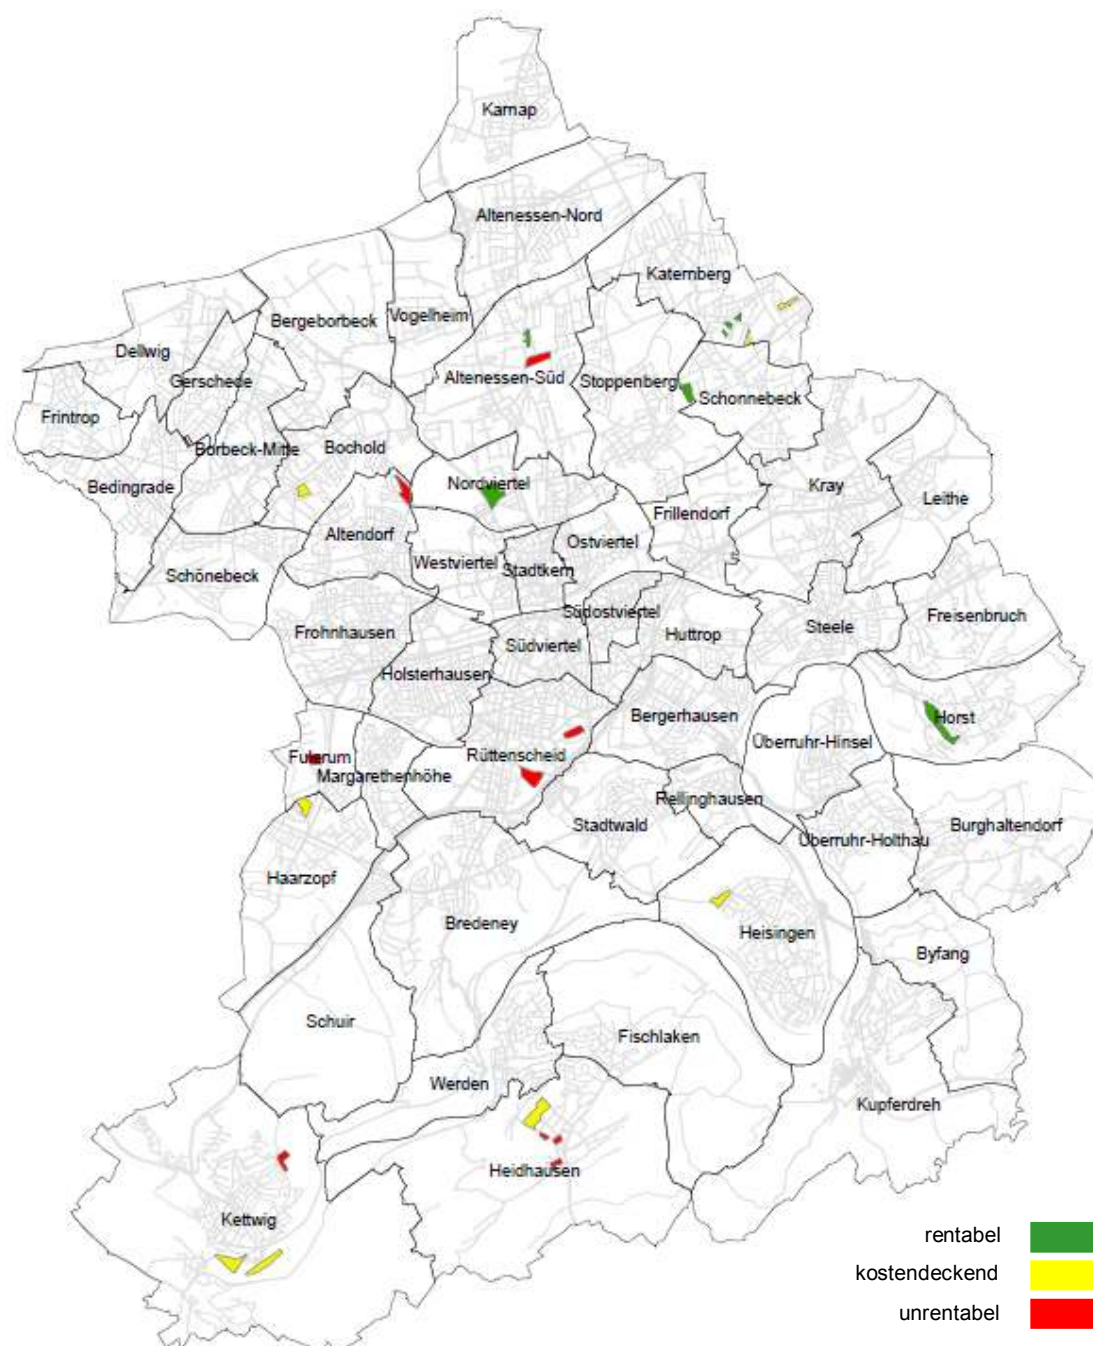 Karnap
Altenessen-Nord
Katernberg
Bergeborbeck
Vogelheim
Dellwig
Gerschede
Altenessen-Süd
Stoppenberg
Schonnebeck
Frintrop
Borbeck-Mitte
Bochold
Bedingrade
Nordviertel
Kray
Leithe
Frillendorf
Altendorf
Ostviertel
Westviertel
Stadtkern
Schönebeck
Südostviertel
Freisenbruch
Frohnhausen
Huttrop
Steele
Südviertel
Holsterhausen
Bergerhausen
Horst
Überruhr-Hinsel
Fulerum
Rüttenscheid
Margarethenhöhe
Rellinghausen
Stadtwald
Burghaltendorf
Überruhr-Holthau
Haarzopf
Bredeney
Heisingen
Byfang
Schuir
Fischlaken
Werden
Kupferdreh
Heidhausen
Kettwig
rentabel
kostendeckend
unrentabel